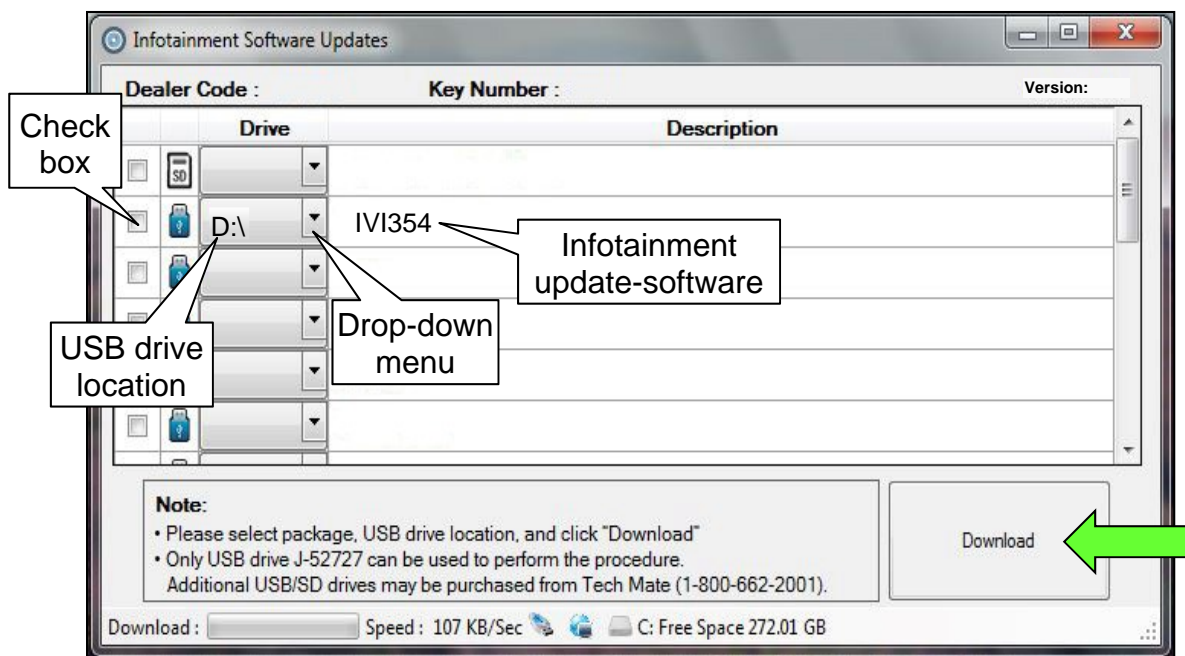 Infotainment Software Updates
X
Dealer Code : Key Number : Version:
Check
box
Drive Description
SD
D:\ IVI354
Infotainment
update-software
Drop-down
menu
USB drive
location
Note:
• Please select package, USB drive location, and click "Download"
• Only USB drive J-52727 can be used to perform the procedure.
Additional USB/SD drives may be purchased from Tech Mate (1-800-662-2001).
Download
Download : Speed : 107 KB/Sec C: Free Space 272.01 GB